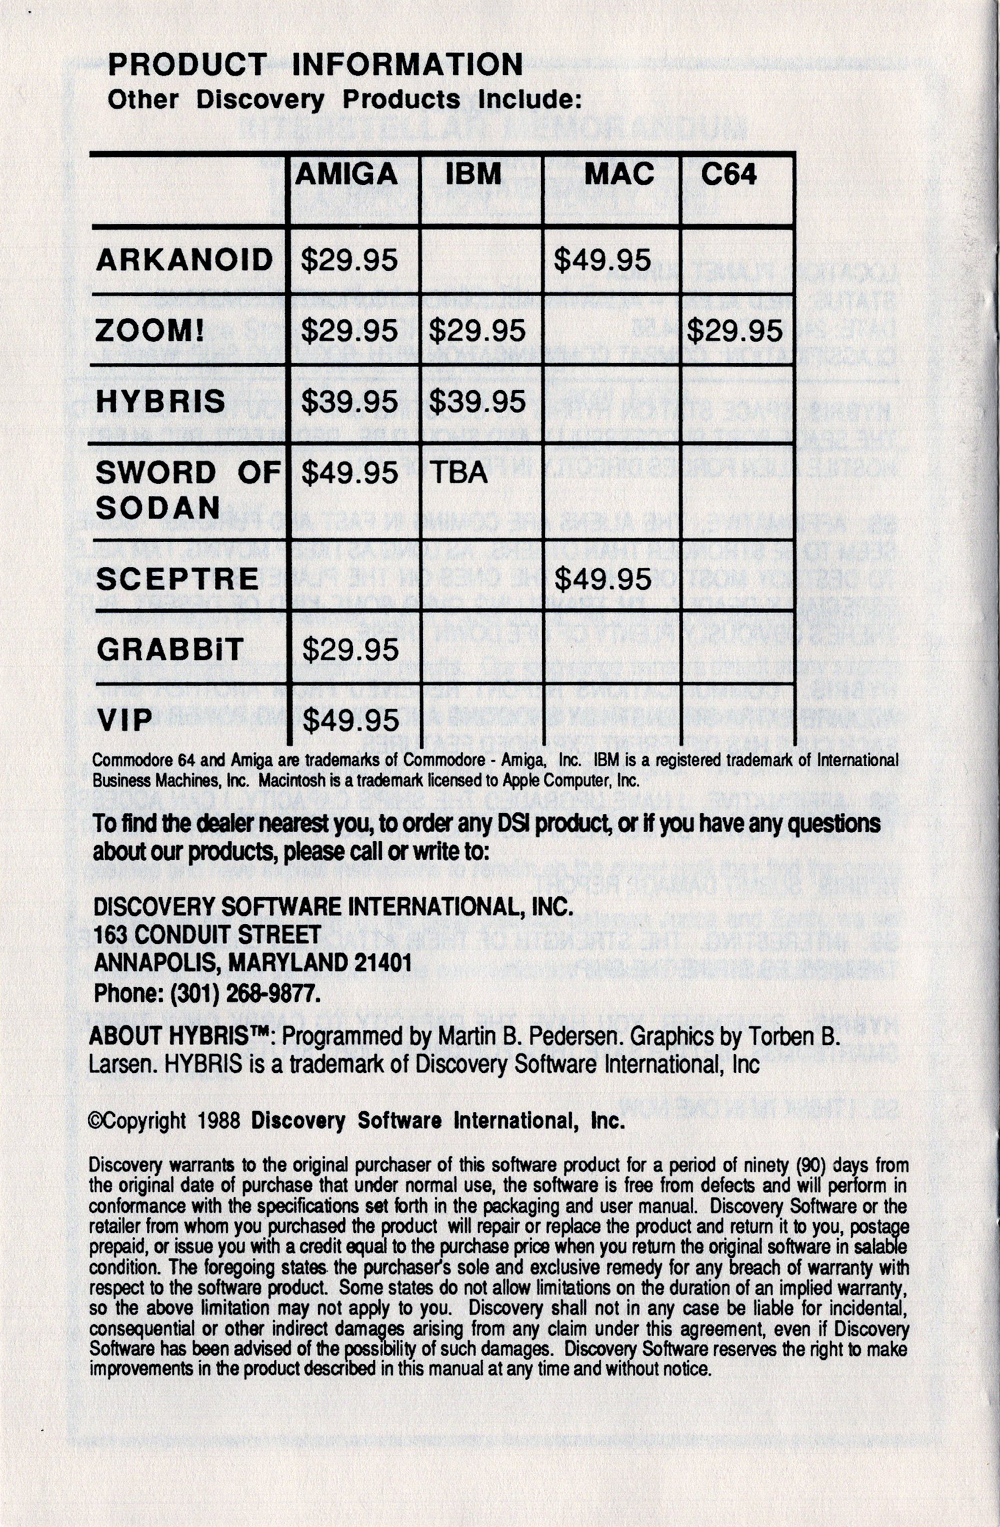 PRODUCT INFORMATION
Other Discovery Products Include:
AMIGA IBM MAC C64
ARKANOID $29.95 $49.95
ZOOM! $29.95 $29.95 $29.95
HYBRIS $39.95 $39.95
SWORD OF $49.95 TBA
SODAN
SCEPTRE $49.95
GRABBiT $29.95
VIP $49.95
Commodore 64 and Amiga are trademarks of Commodore - Amiga, Inc. IBM is a registered trademark of International
Business Machines, Inc. Macintosh is a trademark licensed to Apple Computer, Inc.
To find the dealer nearest you, to order any DSI product, or if you have any questions
about our products, please call or write to:
DISCOVERY SOFTWARE INTERNATIONAL, INC.
163 CONDUIT STREET
ANNAPOLIS, MARYLAND 21401
Phone: (301) 268-9877.
ABOUT HYBRIS™: Programmed by Martin B. Pedersen. Graphics by Torben B.
Larsen. HYBRIS is a trademark of Discovery Software International, Inc
©Copyright 1988 Discovery Software International, Inc.
Discovery warrants to the original purchaser of this software product for a period of ninety (90) days from
the original date of purchase that under normal use, the software is free from defects and will perform in
conformance with the specifications set forth in the packaging and user manual. Discovery Software or the
retailer from whom you purchased the product will repair or replace the product and return it to you, postage
prepaid, or issue you with a credit equal to the purchase price when you return the original software in salable
condition. The foregoing states the purchaser's sole and exclusive remedy for any breach of warranty with
respect to the software product. Some states do not allow limitations on the duration of an implied warranty,
so the above limitation may not apply to you. Discovery shall not in any case be liable for incidental,
consequential or other indirect damages arising from any claim under this agreement, even if Discovery
Software has been advised of the possibility of such damages. Discovery Software reserves the right to make
improvements in the product described in this manual at any time and without notice.